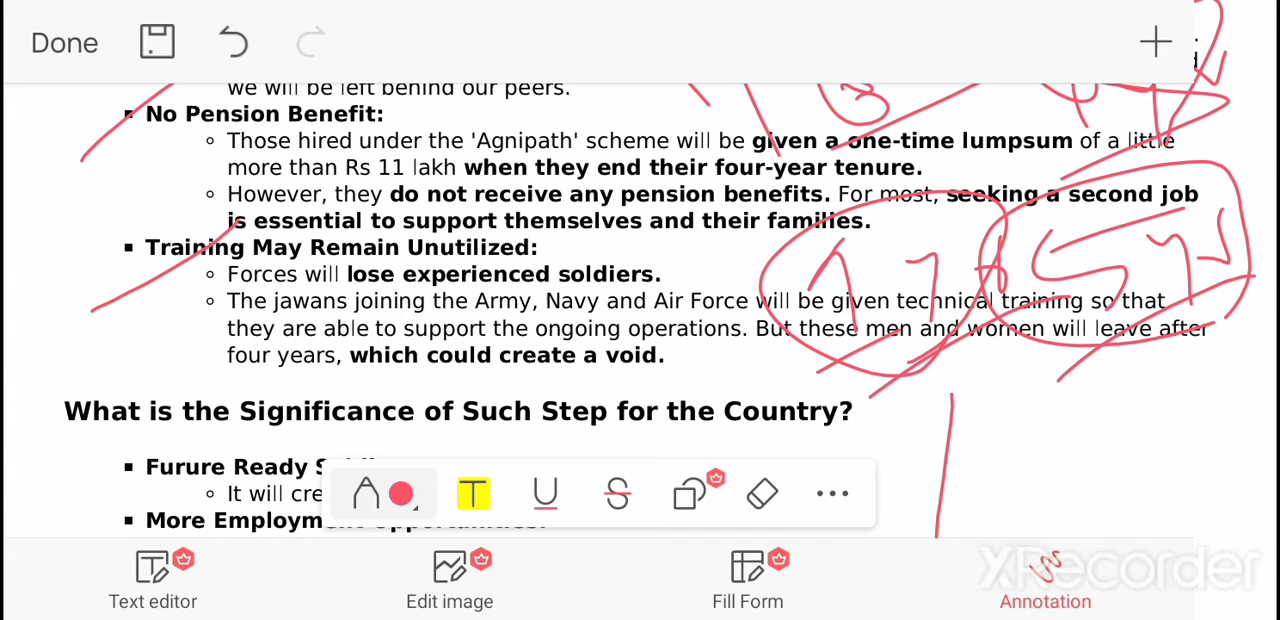 Done
we will be left behind our peers.
No Pension Benefit:
Those hired under the 'Agnipath' scheme will be given a one-time lumpsum of a little
more than Rs 11 lakh when they end their four-year tenure.
However, they do not receive any pension benefits. For most, seeking a second job
is essential to support themselves and their families.
Training May Remain Unutilized:
Forces will lose experienced soldiers.
The jawans joining the Army, Navy and Air Force will be given technical training so that
they are able to support the ongoing operations. But these men and women will leave after
four years, which could create a void.
What is the Significance of Such Step for the Country?
Furure Ready
It will
More Employment Opportunities:
Text editor
Edit image
Fill Form
Annotation
XRecorder